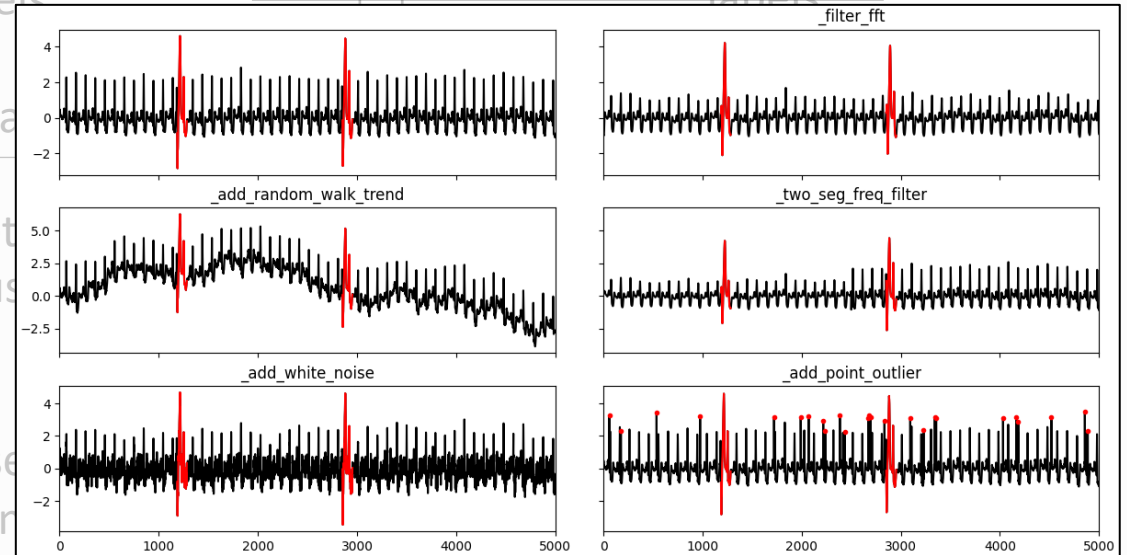 _filter_fft
4
2
0
−2
_add_random_walk_trend
_two_seg_freq_filter
5.0
2.5
0.0
−2.5
_add_white_noise
_add_point_outlier
4
2
0
−2
0 1000 2000 3000 4000 5000
0 1000 2000 3000 4000 5000